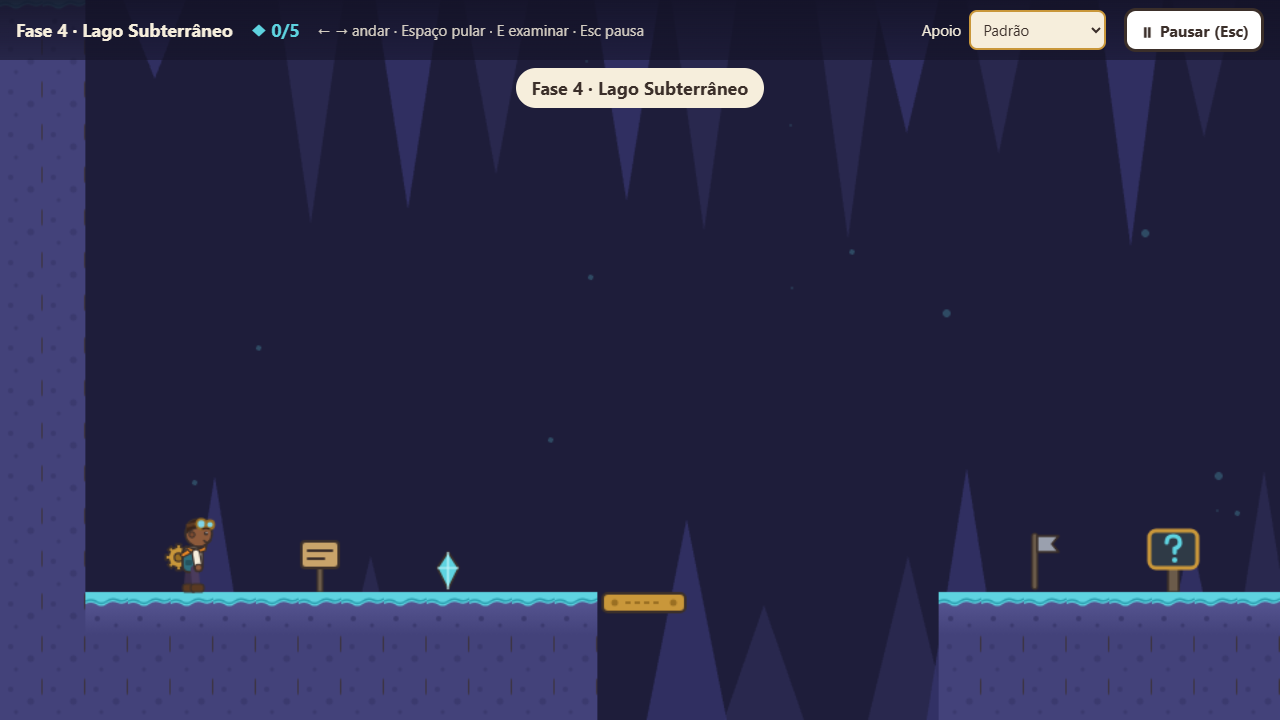 Fase 4 · Lago Subterrâneo ◆ 0/5 ← → andar · Espaço pular · E examinar · Esc pausa Apoio Padrão ⏸ Pausar (Esc)
Fase 4 · Lago Subterrâneo
?